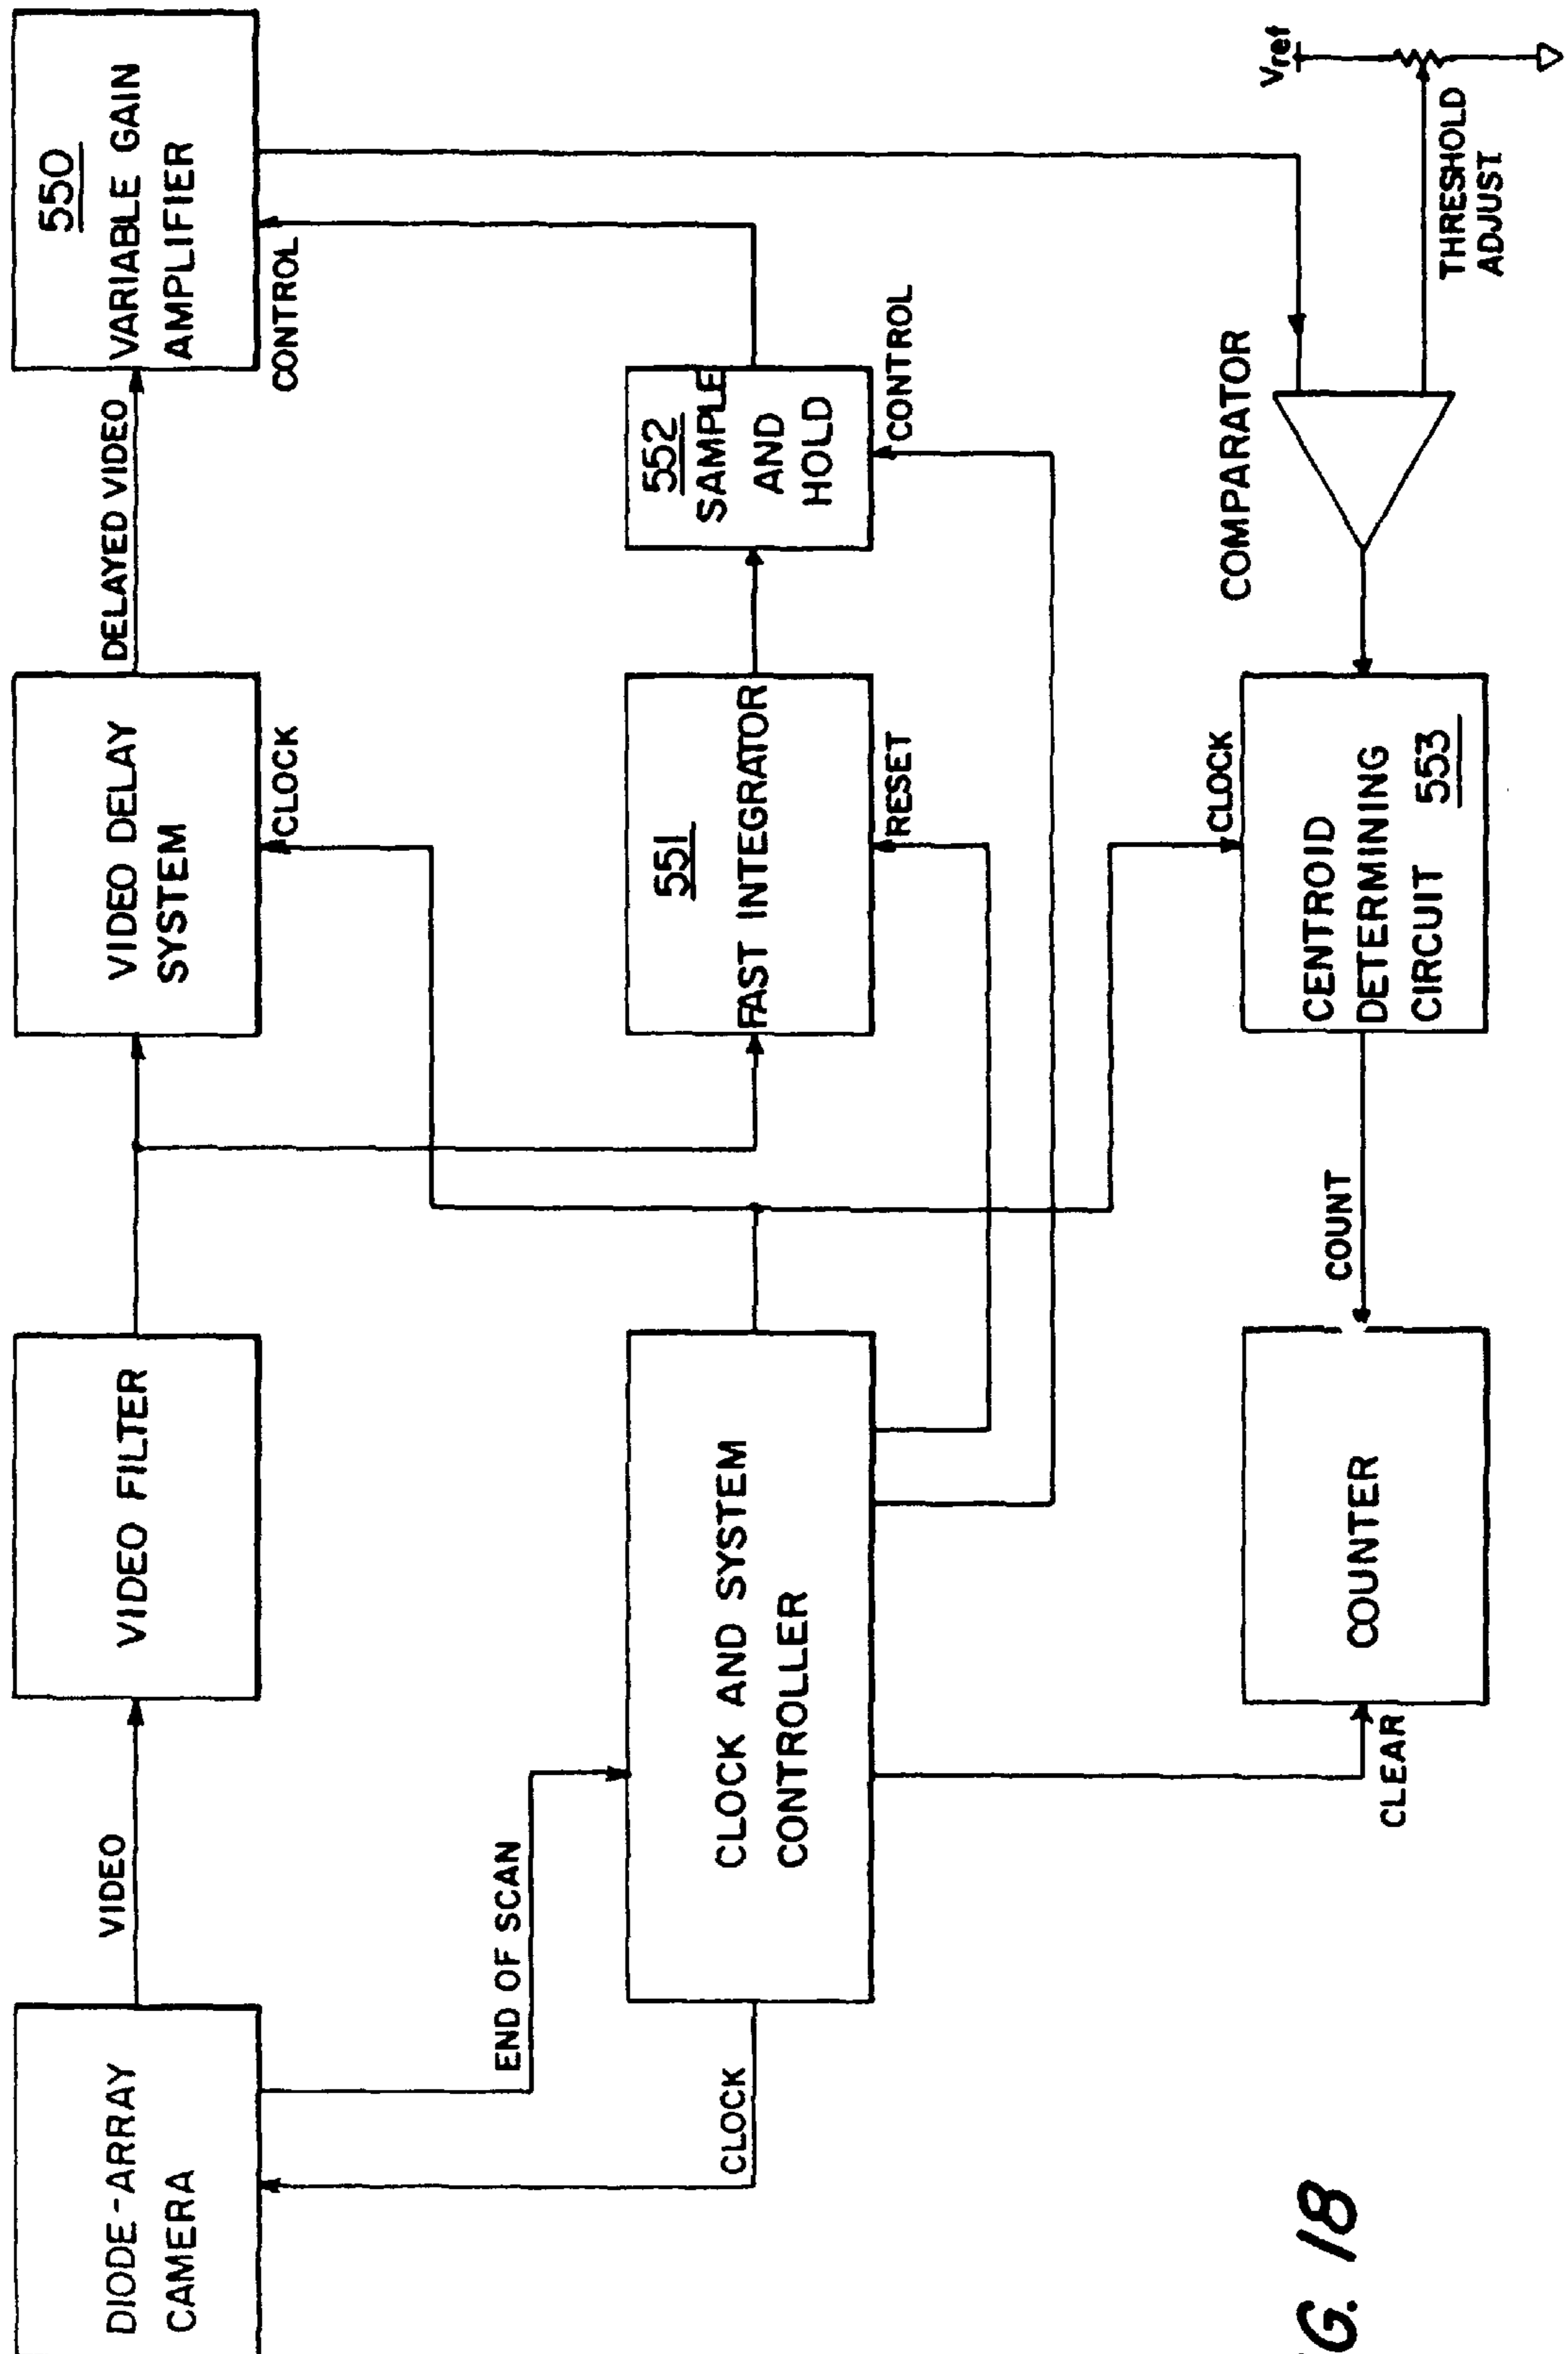 DIODE-ARRAY
CAMERA
VIDEO
VIDEO FILTER
VIDEO DELAY
SYSTEM
CLOCK
DELAYED VIDEO
550
VARIABLE GAIN
AMPLIFIER
CONTROL
END OF SCAN
CLOCK
CLOCK AND SYSTEM
CONTROLLER
551
FAST INTEGRATOR
RESET
552
SAMPLE
AND
HOLD
CONTROL
CLEAR
COUNTER
COUNT
CLOCK
CENTROID
DETERMINING
CIRCUIT 553
COMPARATOR
Vref
THRESHOLD
ADJUST
G. 18